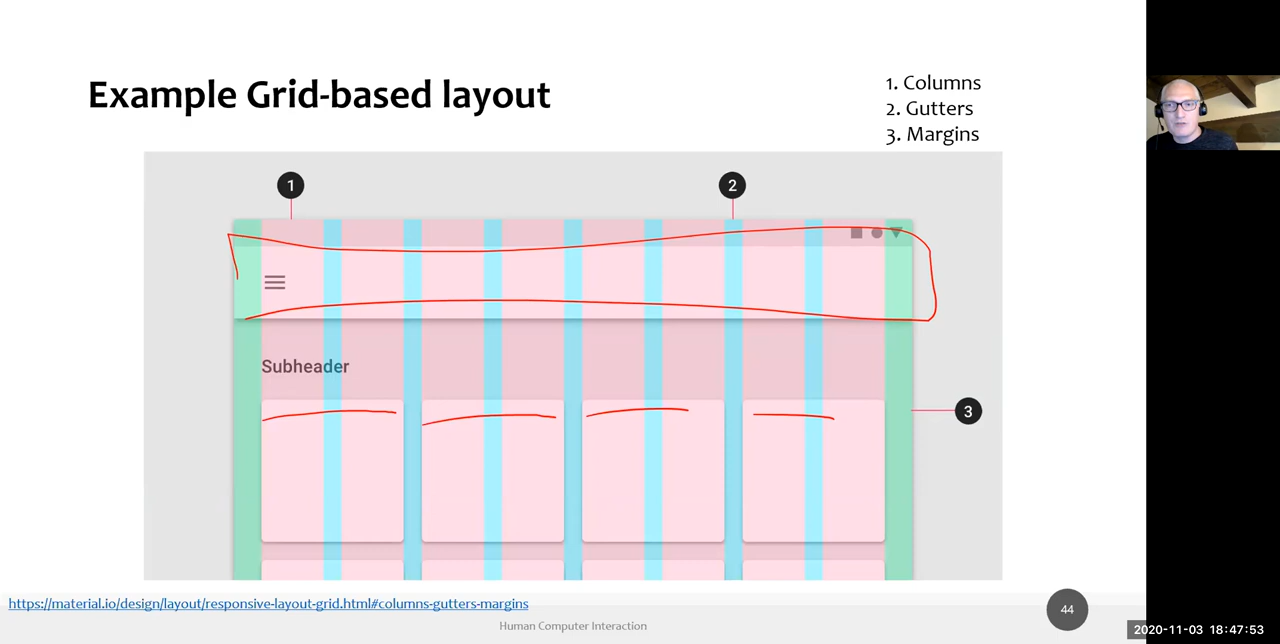 Example Grid-based layout
1. Columns
2. Gutters
3. Margins
1
2
Subheader
3
https://material.io/design/layout/responsive-layout-grid.html#columns-gutters-margins
44
Human Computer Interaction
2020-11-03 18:47:53